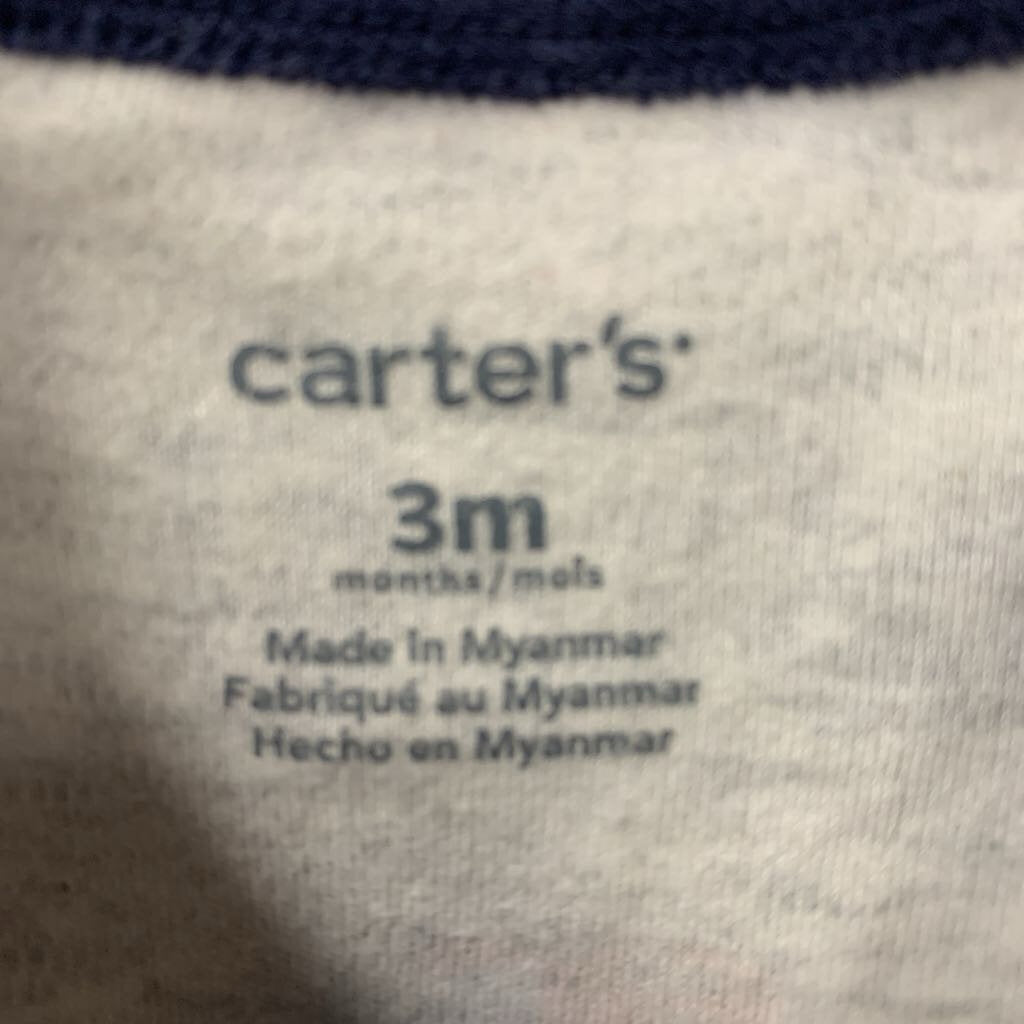 carter's
3m
months/mois
Made in Myanmar
Fabriqué au Myanmar
Hecho en Myanmar